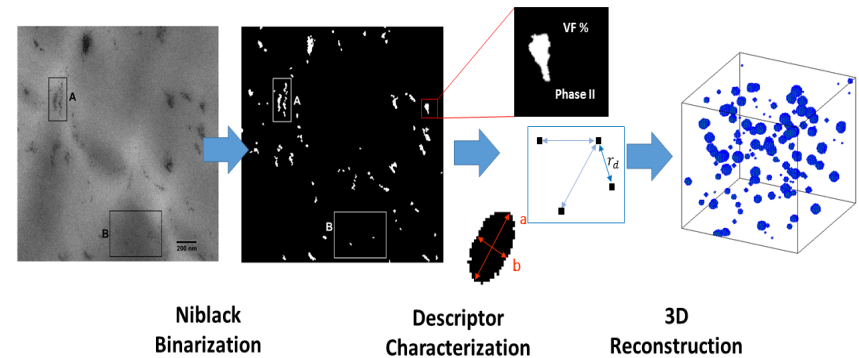 A
B
200 nm
A
B
VF %
Phase II
r_d
a
b
Niblack
Binarization
Descriptor
Characterization
3D
Reconstruction